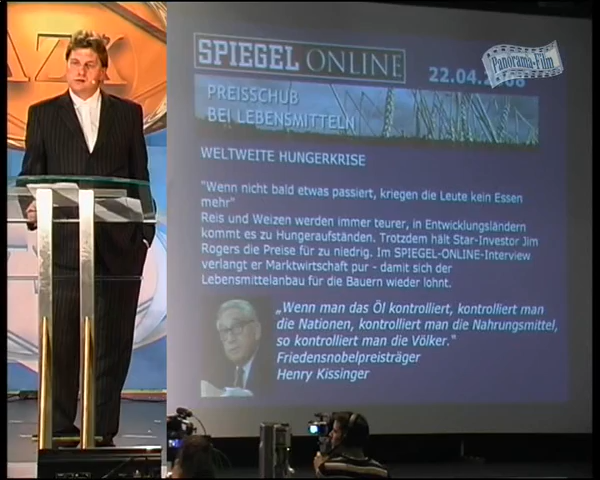 AZK
SPIEGEL ONLINE
22.04.2008
Panorama-Film
PREISSCHUB
BEI LEBENSMITTELN
WELTWEITE HUNGERKRISE
"Wenn nicht bald etwas passiert, kriegen die Leute kein Essen
mehr"
Reis und Weizen werden immer teurer, in Entwicklungsländern
kommt es zu Hungeraufständen. Trotzdem hält Star-Investor Jim
Rogers die Preise für zu niedrig. Im SPIEGEL-ONLINE-Interview
verlangt er Marktwirtschaft pur - damit sich der
Lebensmittelanbau für die Bauern wieder lohnt.
„Wenn man das Öl kontrolliert, kontrolliert man
die Nationen, kontrolliert man die Nahrungsmittel,
so kontrolliert man die Völker."
Friedensnobelpreisträger
Henry Kissinger